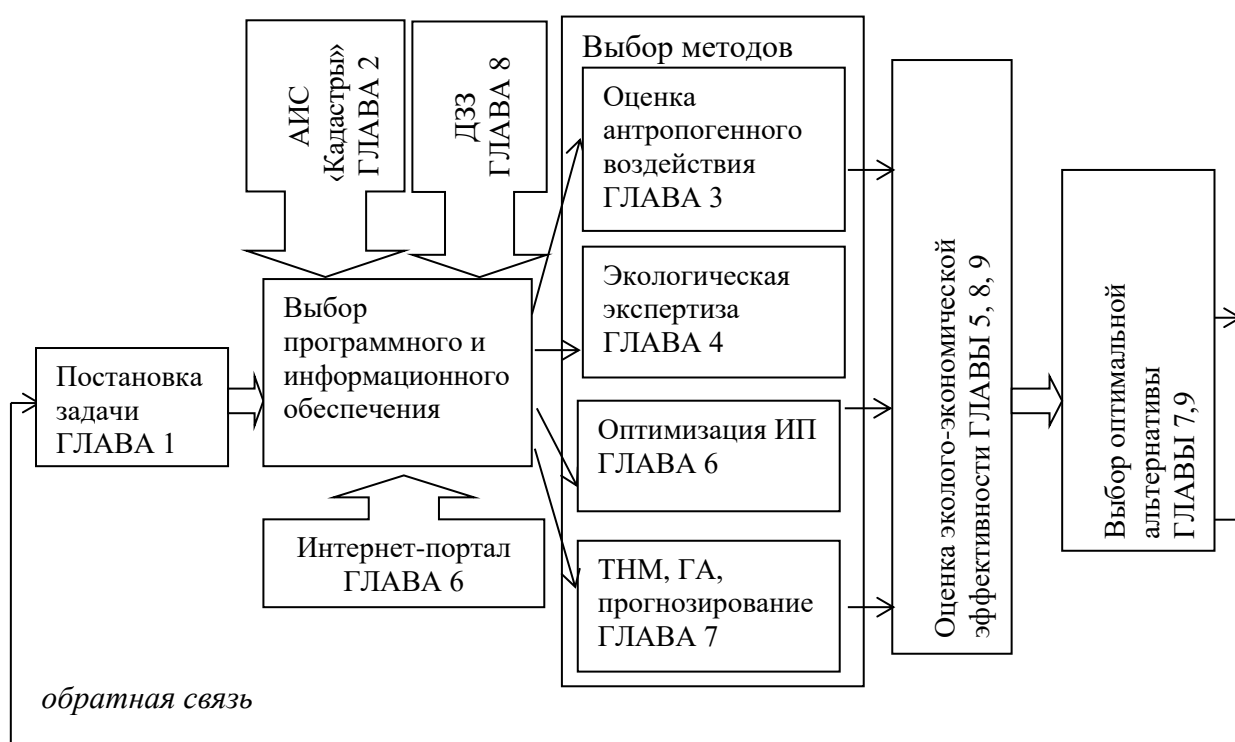 АИС
«Кадастры»
ГЛАВА 2
ДЗЗ
ГЛАВА 8
Выбор методов
Оценка
антропогенного
воздействия
ГЛАВА 3
Экологическая
экспертиза
ГЛАВА 4
Выбор
программного и
информационного
обеспечения
Постановка
задачи
ГЛАВА 1
Оптимизация ИП
ГЛАВА 6
Интернет-портал
ГЛАВА 6
ТНМ, ГА,
прогнозирование
ГЛАВА 7
Оценка эколого-экономической
эффективности ГЛАВЫ 5, 8, 9
Выбор оптимальной
альтернативы
ГЛАВЫ 7,9
обратная связь